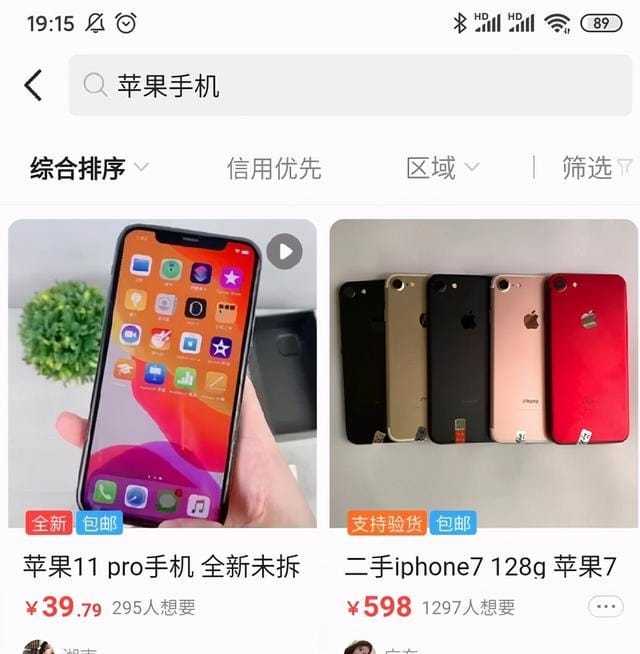 19:15 HD HD 89
苹果手机
综合排序 信用优先 区域 筛选
全新 包邮
苹果11 pro手机 全新未拆
¥39.79 295人想要
支持验货 包邮
二手iphone7 128g 苹果7
¥598 1297人想要